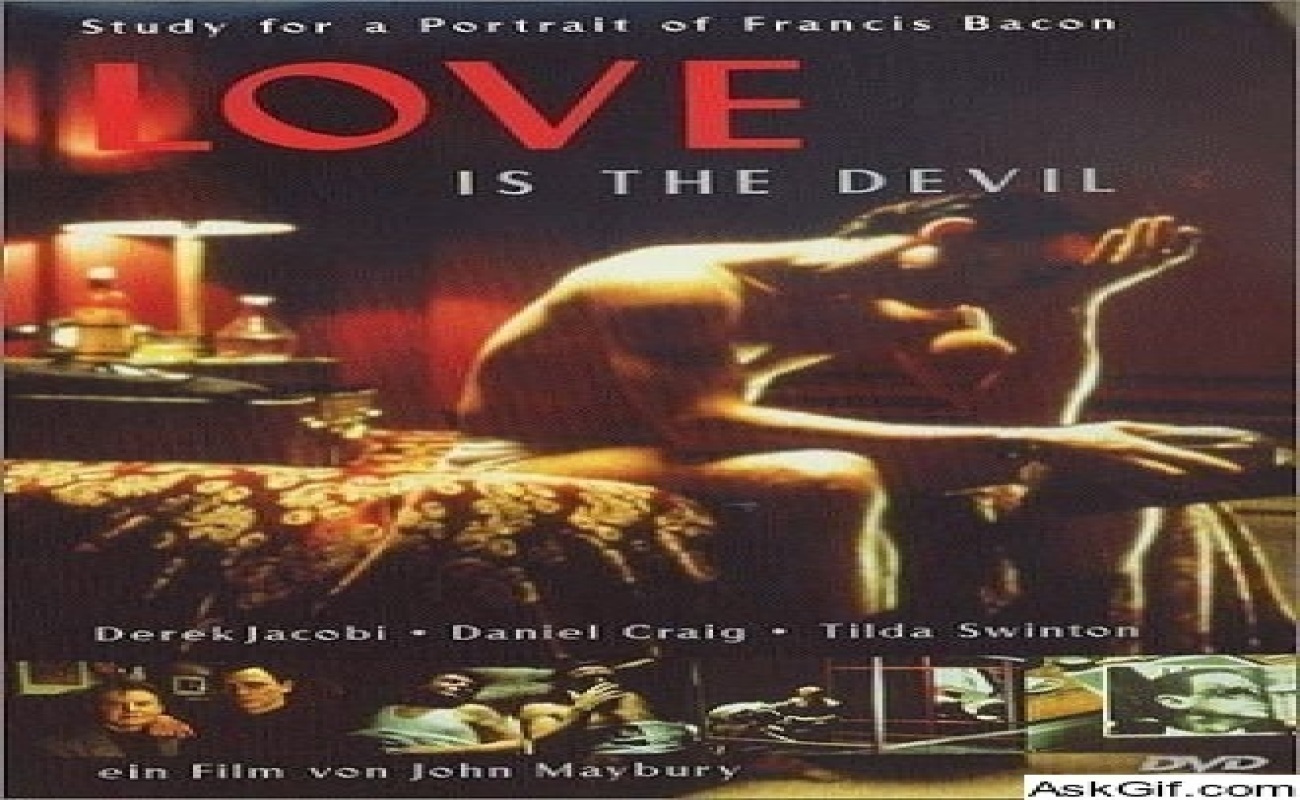 Study for a Portrait of Francis Bacon
LOVE
IS THE DEVIL
Derek Jacobi • Daniel Craig • Tilda Swinton
ein Film von John Maybury
DVD
AskGif.com